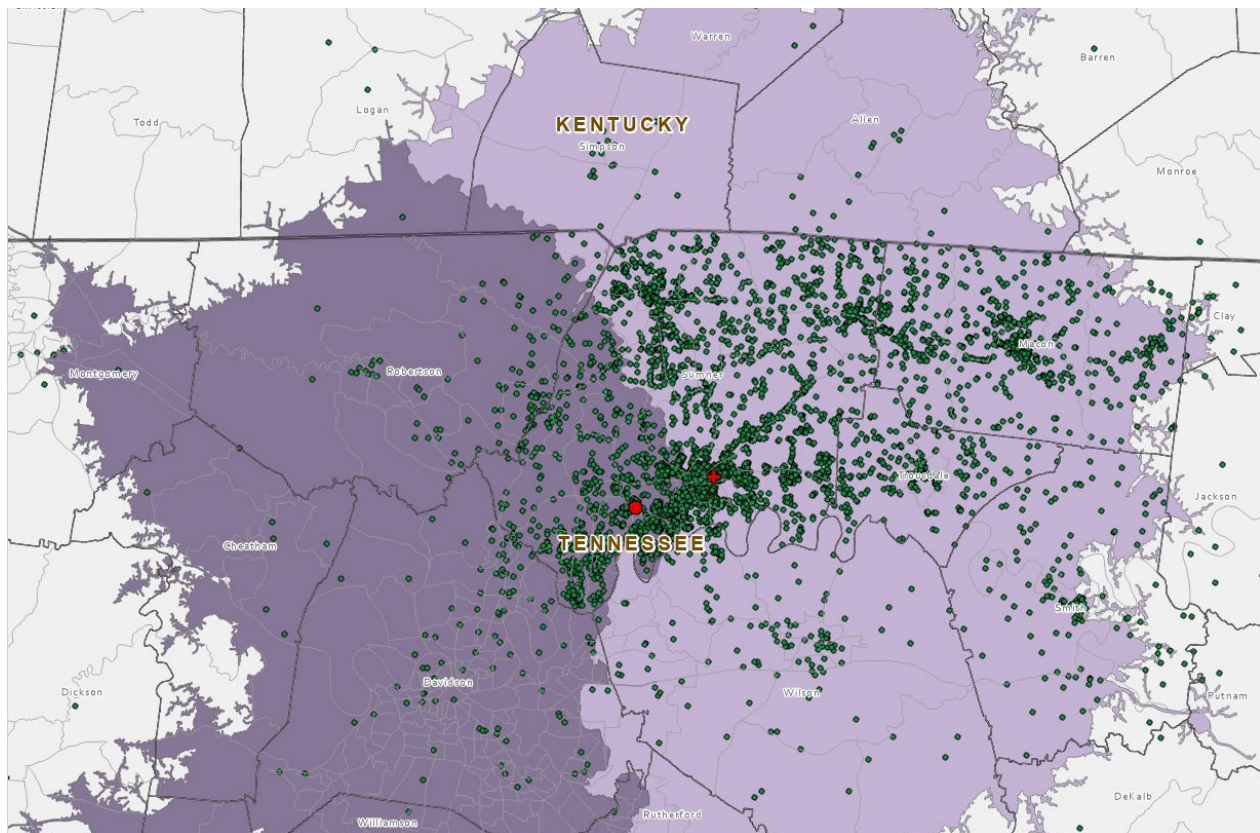 Warren
Barren
Logan
Todd
KENTUCKY
Allen
Simpson
Monroe
Clay
Macon
Montgomery
Robertson
Sumner
Trousdale
Jackson
TENNESSEE
Cheatham
Smith
Davidson
Dickson
Wilson
Putnam
DeKalb
Rutherford
Williamson